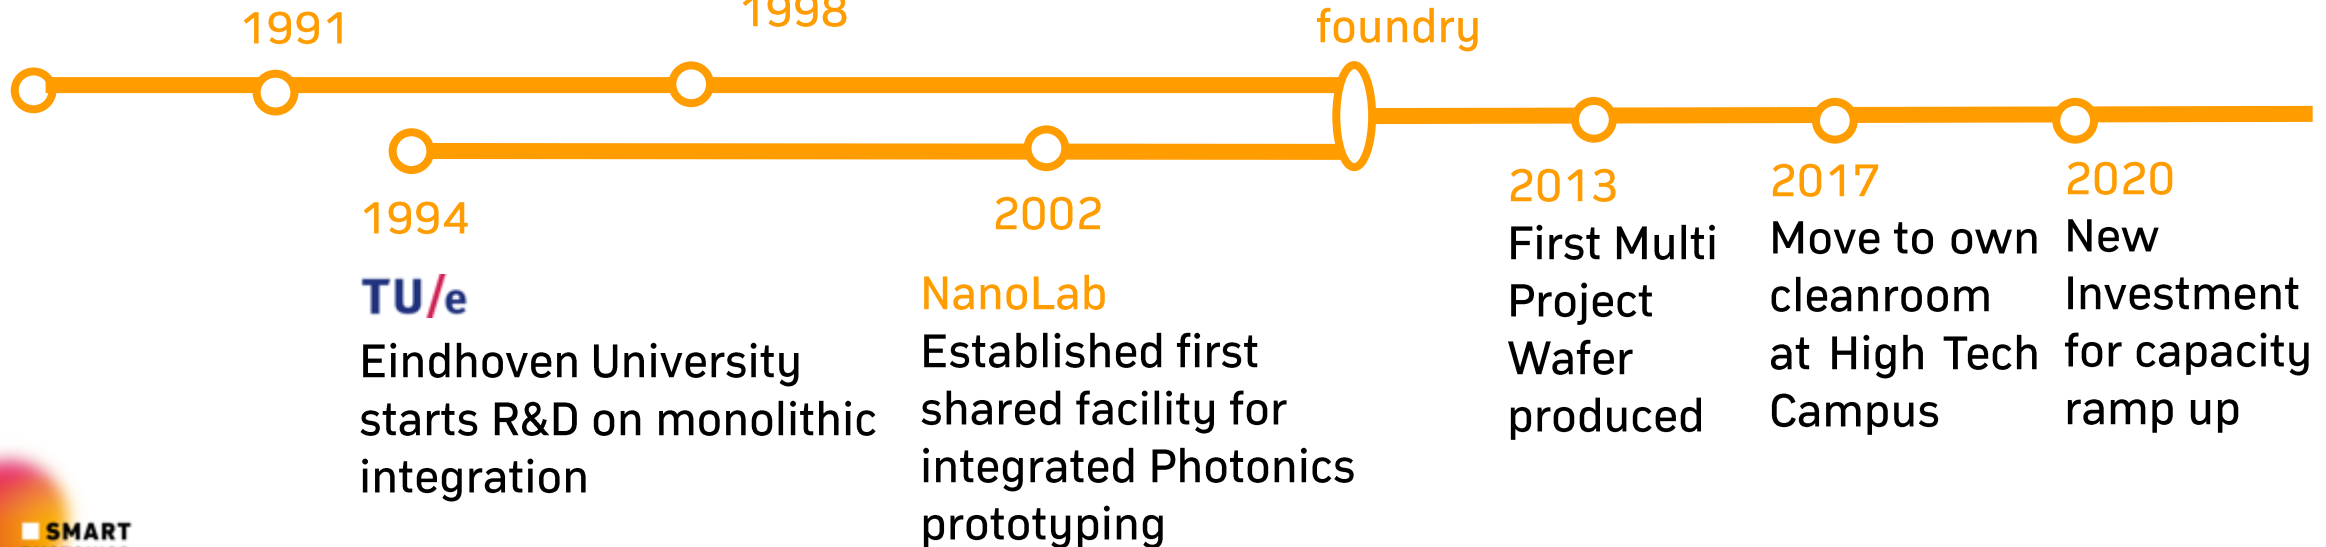 1991
1998
foundry
1994
TU/e
Eindhoven University
starts R&D on monolithic
integration
2002
NanoLab
Established first
shared facility for
integrated Photonics
prototyping
2013
First Multi
Project
Wafer
produced
2017
Move to own
cleanroom
at High Tech
Campus
2020
New
Investment
for capacity
ramp up
SMART